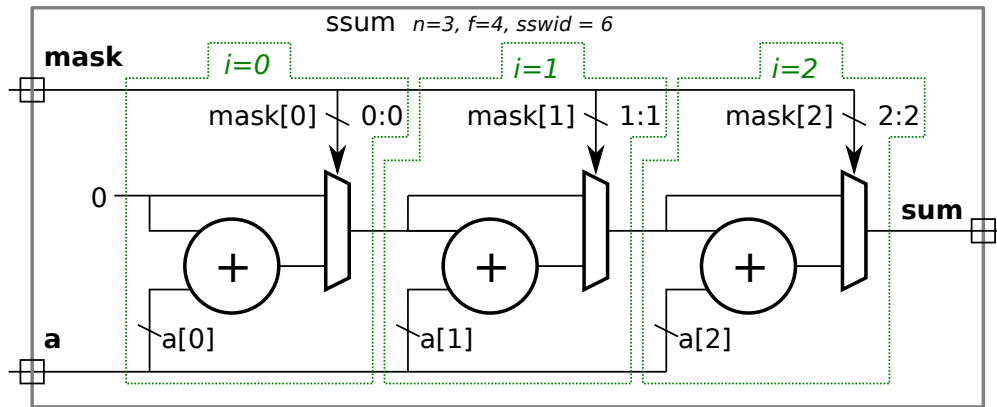 ssum n=3, f=4, sswid = 6
mask
i=0
i=1
i=2
mask[0] 0:0
mask[1] 1:1
mask[2] 2:2
0
sum
+
+
+
a
a[0]
a[1]
a[2]